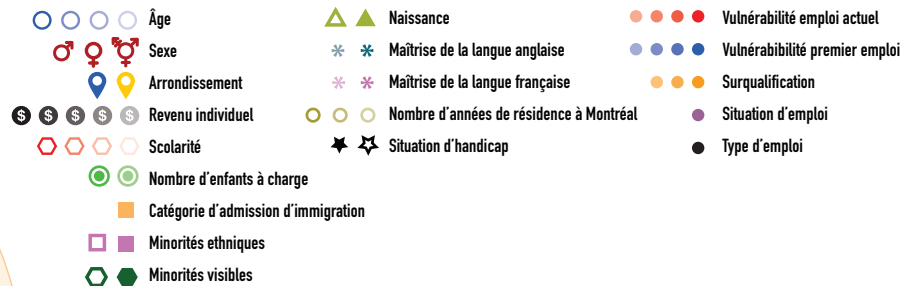 Âge
Sexe
Arrondissement
$ $ $ $ $ Revenu individuel
Scolarité
Nombre d'enfants à charge
Catégorie d'admission d'immigration
Minorités ethniques
Minorités visibles
Naissance
Maîtrise de la langue anglaise
Maîtrise de la langue française
Nombre d'années de résidence à Montréal
Situation d'handicap
Vulnérabilité emploi actuel
Vulnérabibilité premier emploi
Surqualification
Situation d'emploi
Type d'emploi